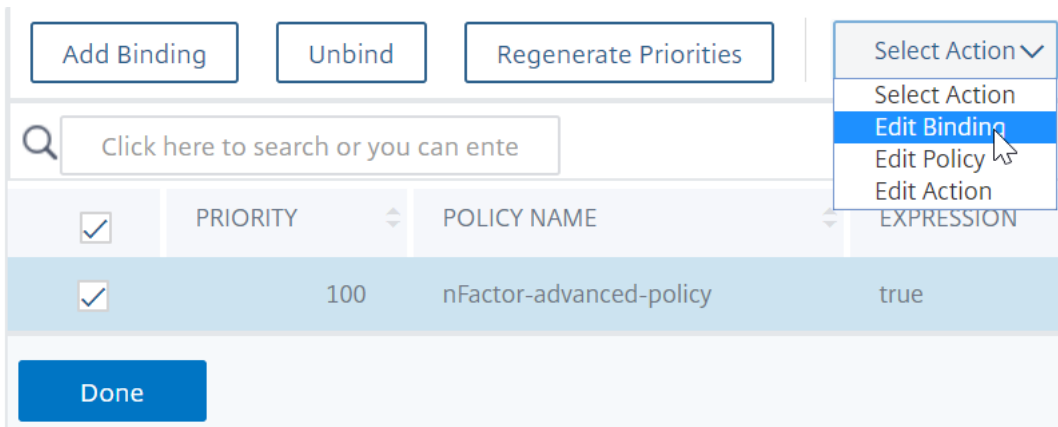 Add Binding Unbind Regenerate Priorities Select Action
Select Action
Edit Binding
Edit Policy
Edit Action
Click here to search or you can ente
PRIORITY POLICY NAME EXPRESSION
100 nFactor-advanced-policy true
Done